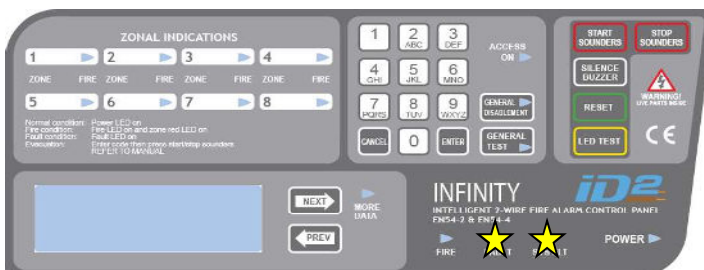 ZONAL INDICATIONS
1 2 3 4
ZONE FIRE ZONE FIRE ZONE FIRE ZONE FIRE
5 6 7 8
Normal condition: Power LED on
Fire condition: Fire LED on and zone red LED on
Fault condition: Fault LED on
Evacuation: Enter code then press start/stop sounders
REFER TO MANUAL
1 2 ABC 3 DEF
4 GHI 5 JKL 6 MNO
7 PQRS 8 TUV 9 WXYZ
CANCEL 0 ENTER
ACCESS
ON
GENERAL
DISABLEMENT
GENERAL
TEST
START
SOUNDERS
STOP
SOUNDERS
SILENCE
BUZZER
RESET
LED TEST
WARNING!
LIVE PARTS INSIDE
CE
NEXT
PREV
MORE
DATA
INFINITY
iD2
INTELLIGENT 2-WIRE FIRE ALARM CONTROL PANEL
EN54-2 & EN54-4
FIRE
POWER